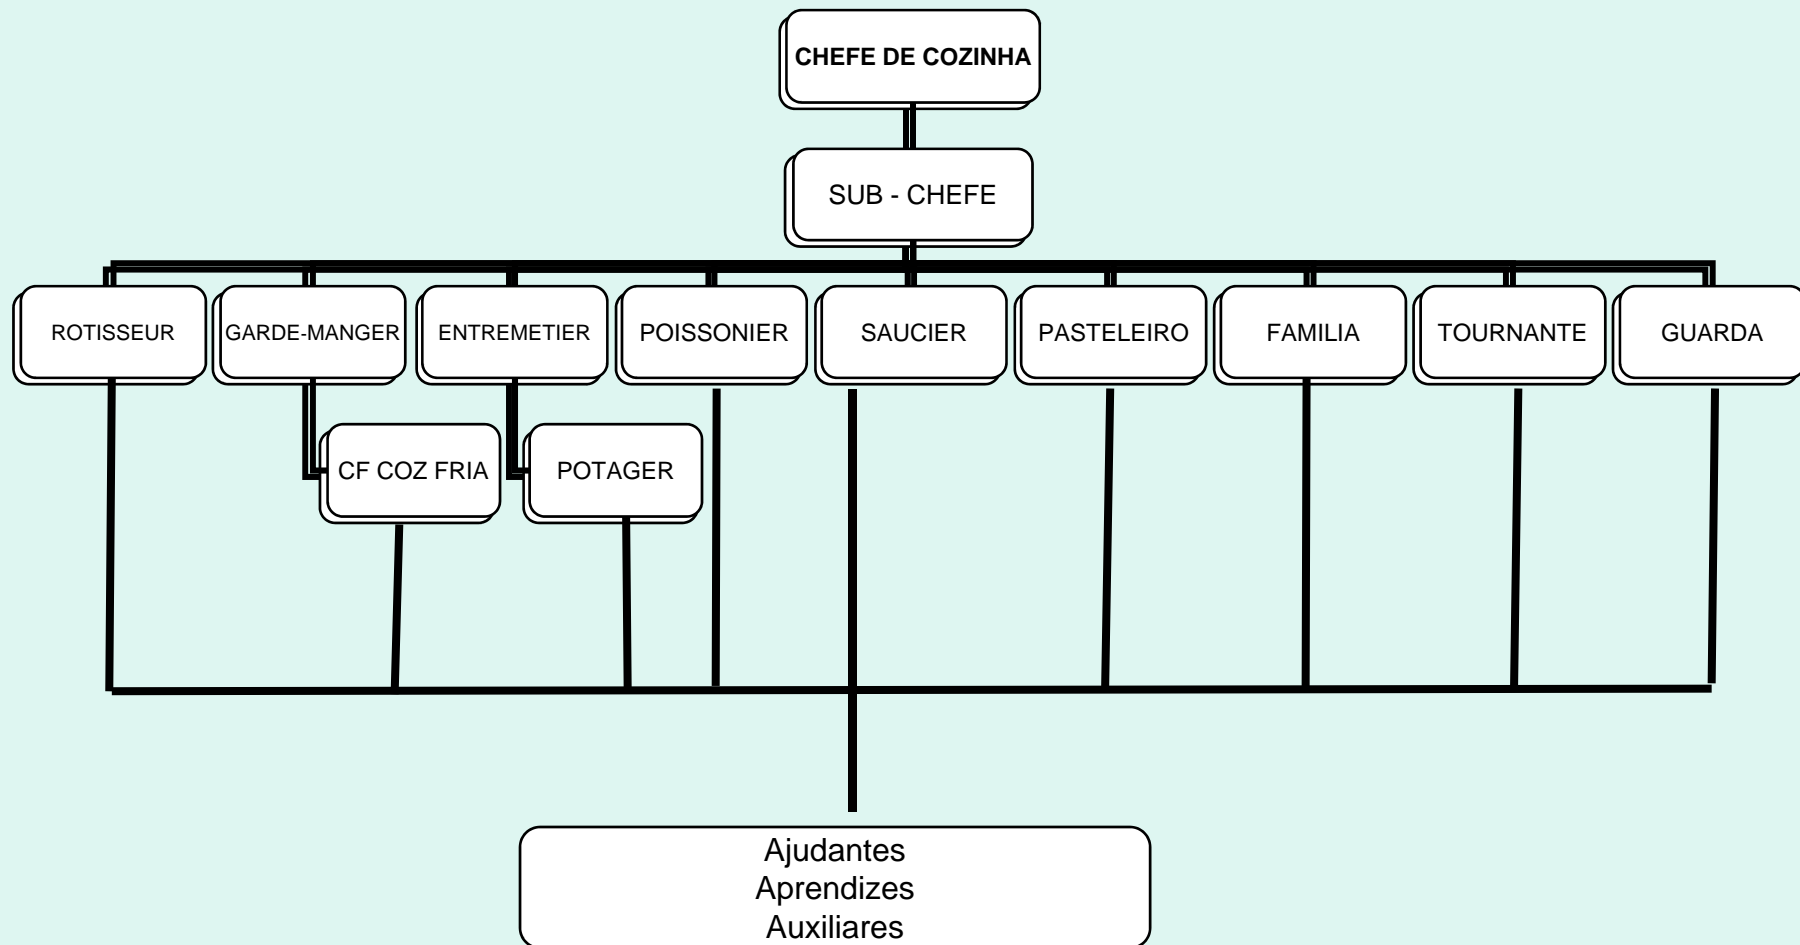 CHEFE DE COZINHA
SUB - CHEFE
ROTISSEUR
GARDE-MANGER
ENTREMETIER
POISSONIER
SAUCIER
PASTELEIRO
FAMILIA
TOURNANTE
GUARDA
CF COZ FRIA
POTAGER
Ajudantes
Aprendizes
Auxiliares